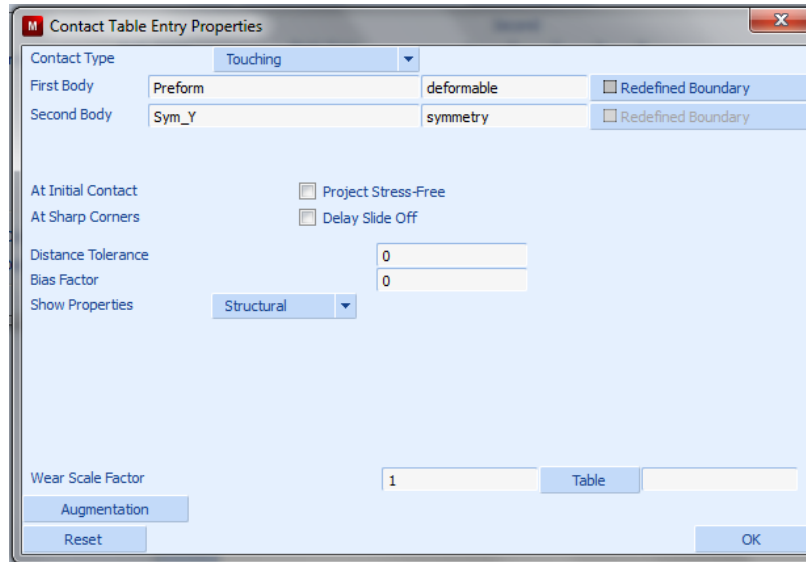 M Contact Table Entry Properties
Contact Type Touching
First Body Preform deformable Redefined Boundary
Second Body Sym_Y symmetry Redefined Boundary
At Initial Contact Project Stress-Free
At Sharp Corners Delay Slide Off
Distance Tolerance 0
Bias Factor 0
Show Properties Structural
Wear Scale Factor 1 Table
Augmentation
Reset OK